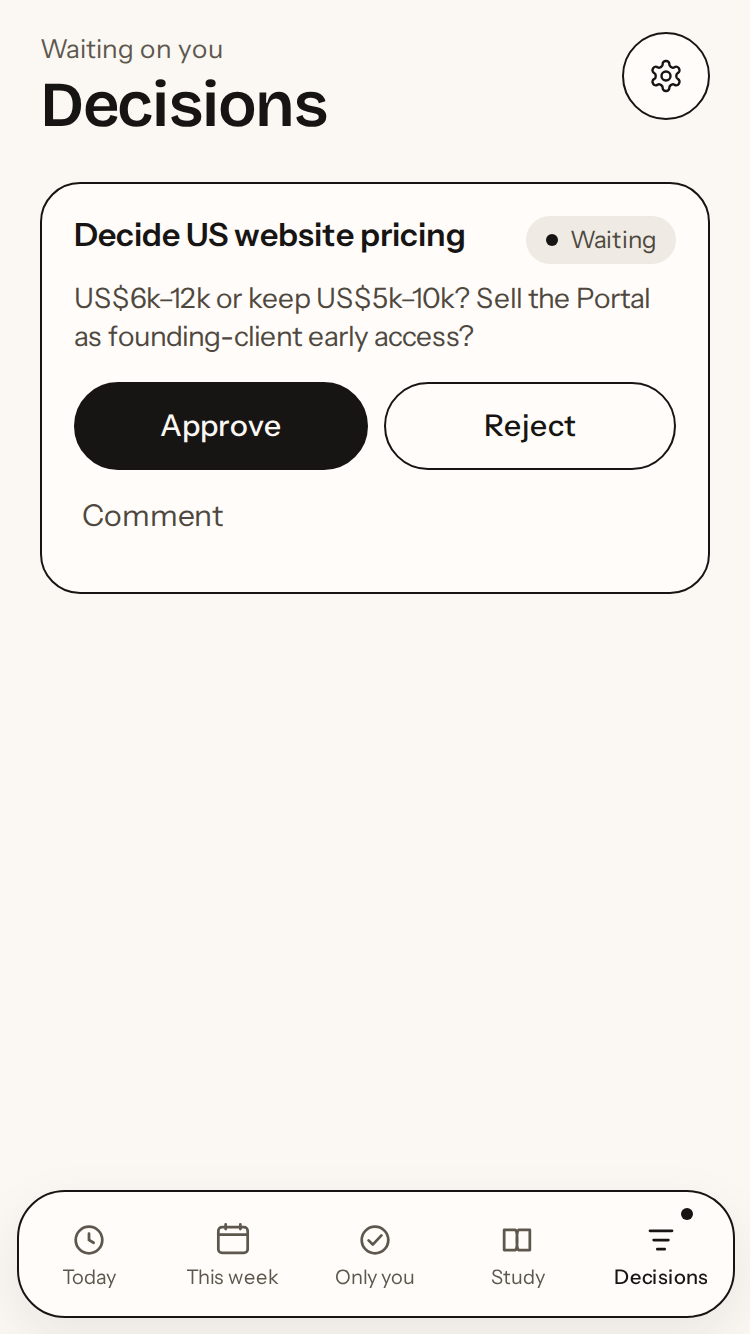 Waiting on you
Decisions
Decide US website pricing
Waiting
US$6k–12k or keep US$5k–10k? Sell the Portal
as founding-client early access?
Approve
Reject
Comment
Today
This week
Only you
Study
Decisions